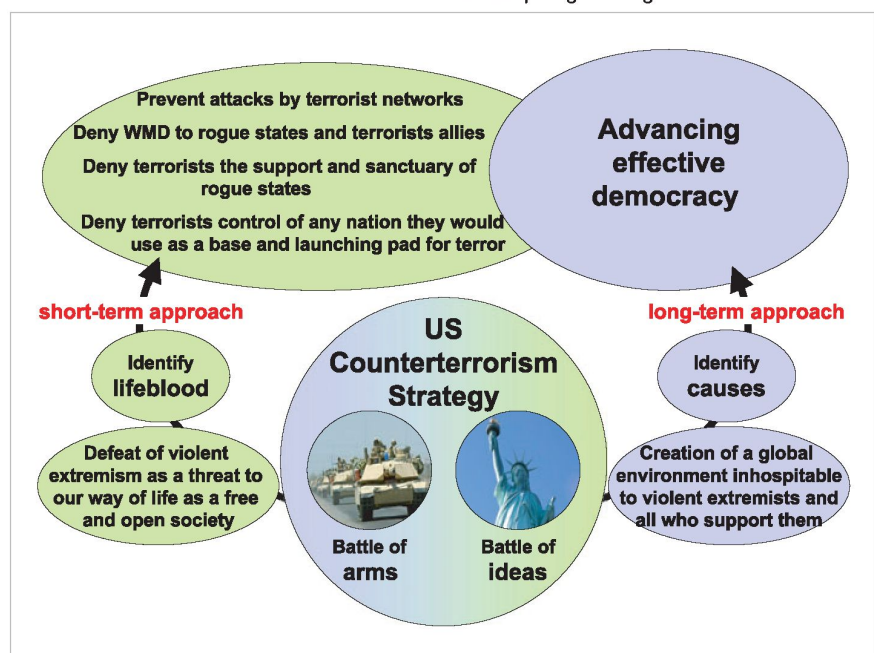 Prevent attacks by terrorist networks
Deny WMD to rogue states and terrorists allies
Deny terrorists the support and sanctuary of
rogue states
Deny terrorists control of any nation they would
use as a base and launching pad for terror
Advancing
effective
democracy
short-term approach
long-term approach
Identify
lifeblood
US
Counterterrorism
Strategy
Identify
causes
Defeat of violent
extremism as a threat to
our way of life as a free
and open society
Battle of
arms
Battle of
ideas
Creation of a global
environment inhospitable
to violent extremists and
all who support them